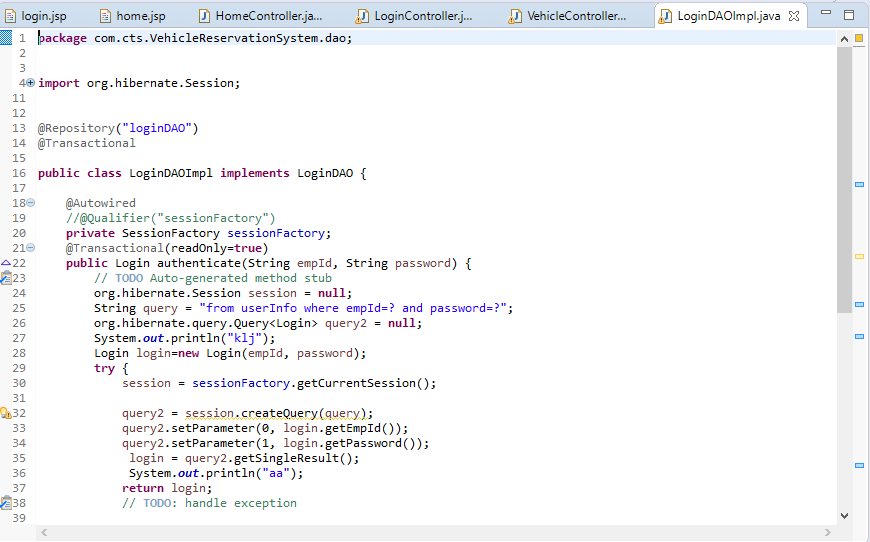 login.jsp home.jsp HomeController.ja... LoginController.j... VehicleController... LoginDAOImpl.java
1 package com.cts.VehicleReservationSystem.dao;
2
3
4 import org.hibernate.Session;
11
12
13 @Repository("loginDAO")
14 @Transactional
15
16 public class LoginDAOImpl implements LoginDAO {
17
18 @Autowired
19 //@Qualifier("sessionFactory")
20 private SessionFactory sessionFactory;
21 @Transactional(readOnly=true)
22 public Login authenticate(String empId, String password) {
23 // TODO Auto-generated method stub
24 org.hibernate.Session session = null;
25 String query = "from userInfo where empId=? and password=?";
26 org.hibernate.query.Query<Login> query2 = null;
27 System.out.println("klj");
28 Login login=new Login(empId, password);
29 try {
30 session = sessionFactory.getCurrentSession();
31
32 query2 = session.createQuery(query);
33 query2.setParameter(0, login.getEmpId());
34 query2.setParameter(1, login.getPassword());
35 login = query2.getSingleResult();
36 System.out.println("aa");
37 return login;
38 // TODO: handle exception
39